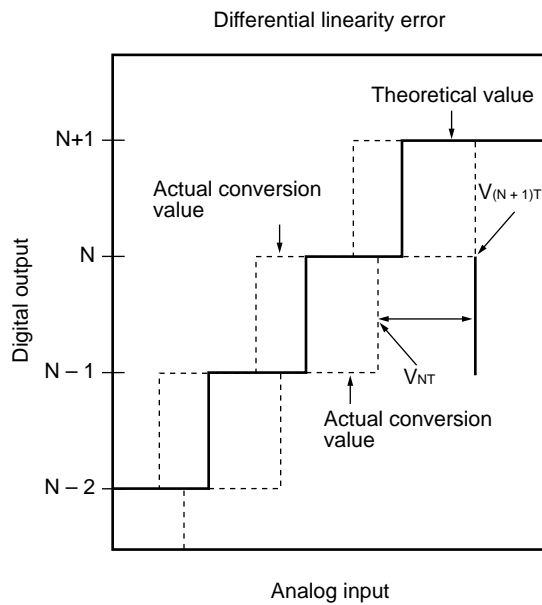 Differential linearity error
Theoretical value
N+1
Actual conversion
value
V(N + 1)T
N
Digital output
N – 1
VNT
Actual conversion
value
N – 2
Analog input